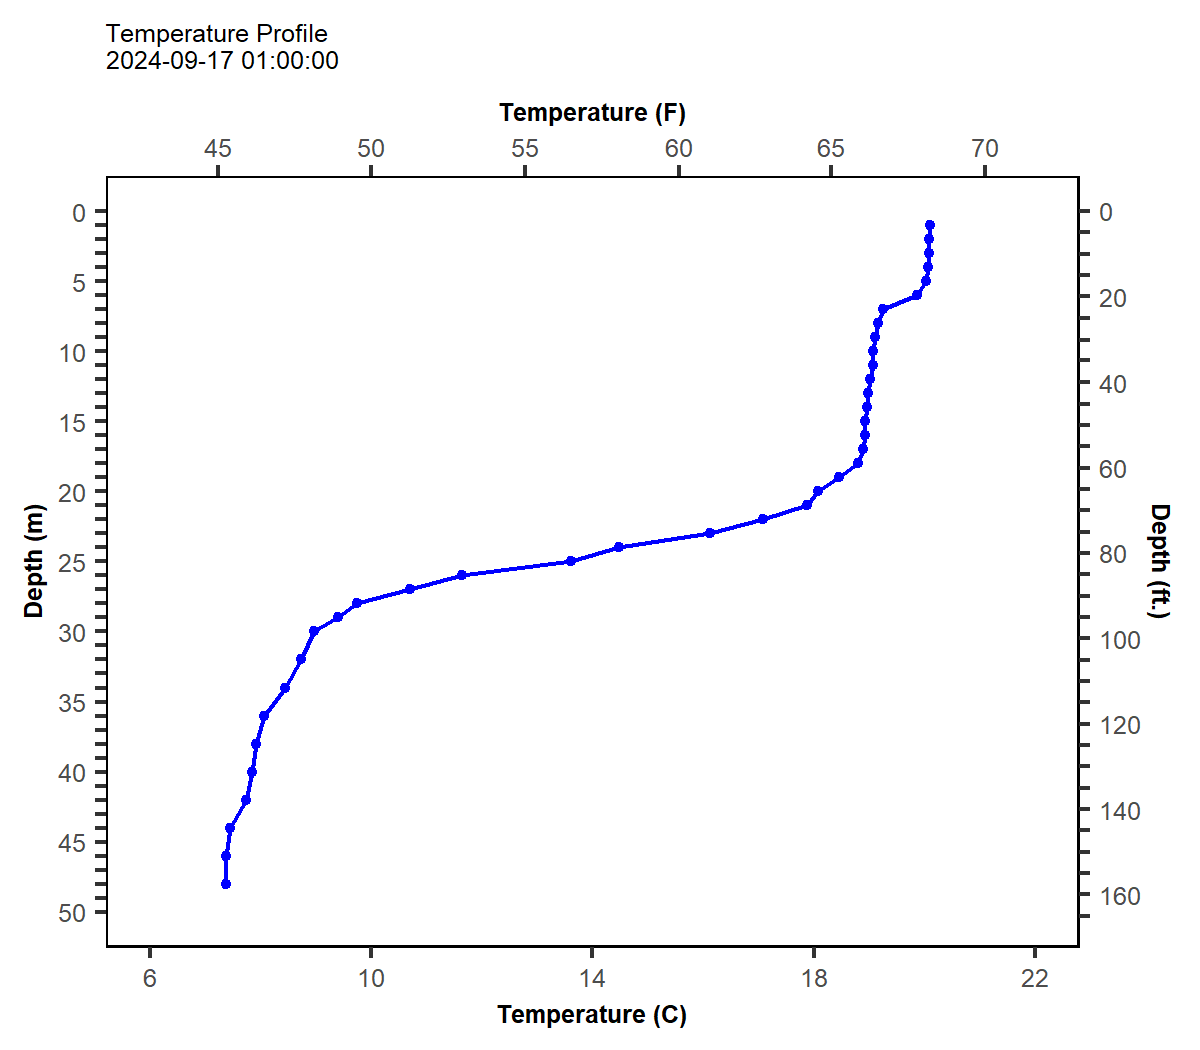 Temperature Profile
2024-09-17 01:00:00
Temperature (F)
45 50 55 60 65 70
0 0
5 20
10 40
15 60
20 80
25 100
30 120
35 140
40 160
45
50
Depth (m)
Depth (ft.)
6 10 14 18 22
Temperature (C)